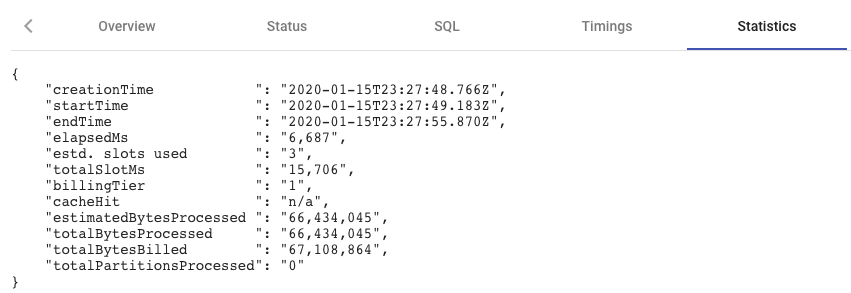 Overview Status SQL Timings Statistics
{
    "creationTime            ": "2020-01-15T23:27:48.766Z",
    "startTime               ": "2020-01-15T23:27:49.183Z",
    "endTime                 ": "2020-01-15T23:27:55.870Z",
    "elapsedMs               ": "6,687",
    "estd. slots used        ": "3",
    "totalSlotMs             ": "15,706",
    "billingTier             ": "1",
    "cacheHit                ": "n/a",
    "estimatedBytesProcessed ": "66,434,045",
    "totalBytesProcessed     ": "66,434,045",
    "totalBytesBilled        ": "67,108,864",
    "totalPartitionsProcessed": "0"
}